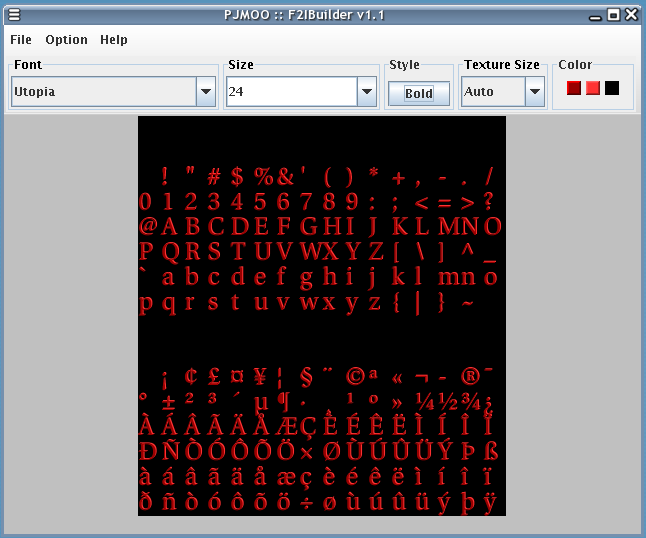 PJMOO :: F2IBuilder v1.1
File Option Help
Font Size Style Texture Size Color
Utopia 24 Bold Auto
! " # $ % & ' ( ) * + , - . /
0 1 2 3 4 5 6 7 8 9 : ; < = > ?
@ A B C D E F G H I J K L M N O
P Q R S T U V W X Y Z [ \ ] ^ _
` a b c d e f g h i j k l m n o
p q r s t u v w x y z { | } ~
¡ ¢ £ ¤ ¥ ¦ § ¨ © ª « ¬ - ® ¯
° ± ² ³ ´ µ ¶ · ¸ ¹ º » ¼ ½ ¾ ¿
À Á Â Ã Ä Å Æ Ç È É Ê Ë Ì Í Î Ï
Ð Ñ Ò Ó Ô Õ Ö × Ø Ù Ú Û Ü Ý Þ ß
à á â ã ä å æ ç è é ê ë ì í î ï
ð ñ ò ó ô õ ö ÷ ø ù ú û ü ý þ ÿ